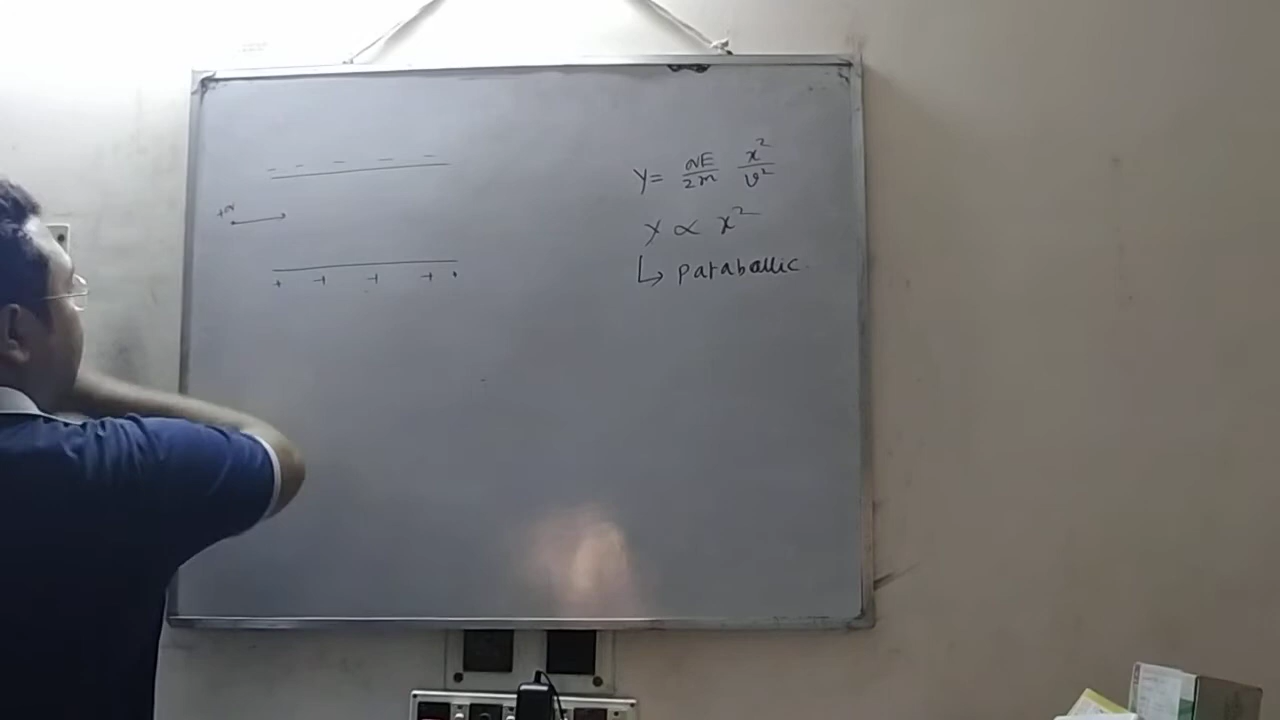 - - - - -
+q
+ + + +
y = qE/2m x²/v²
y ∝ x²
↳ paraballic